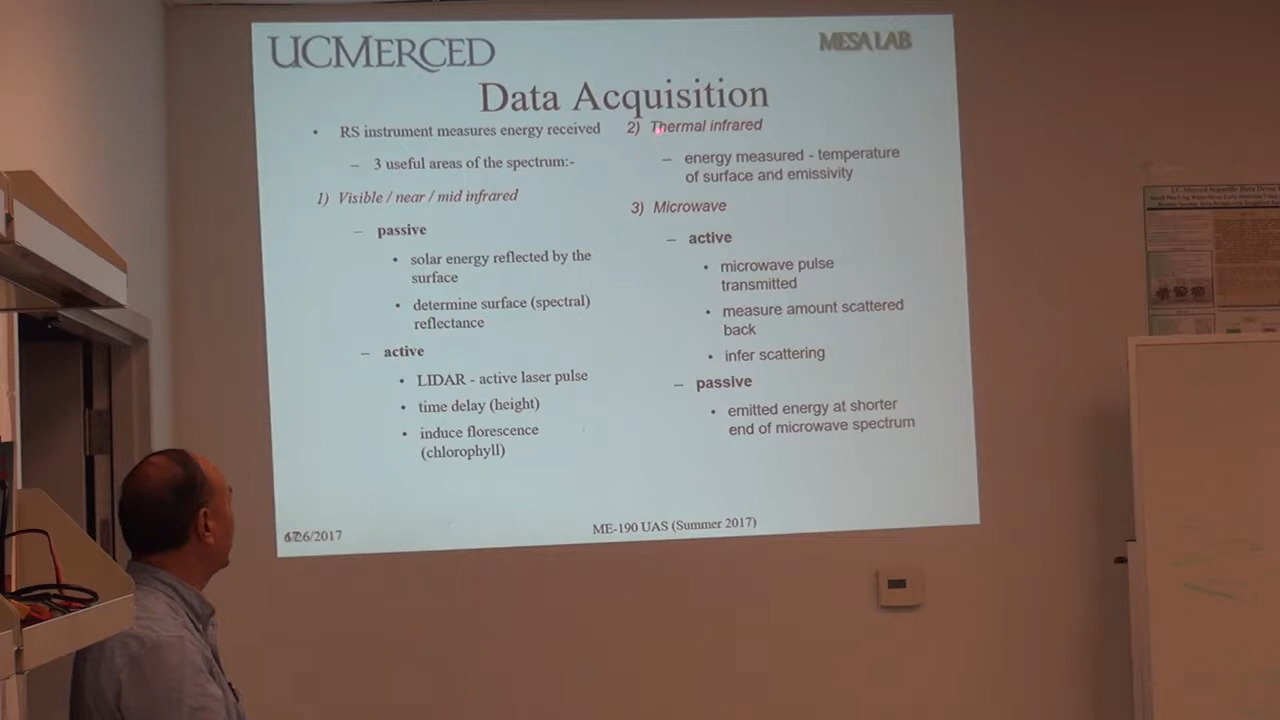 UCMERCED
MESA LAB
Data Acquisition
• RS instrument measures energy received
– 3 useful areas of the spectrum:-
1) Visible / near / mid infrared
– passive
• solar energy reflected by the
surface
• determine surface (spectral)
reflectance
– active
• LIDAR - active laser pulse
• time delay (height)
• induce florescence
(chlorophyll)
2) Thermal infrared
– energy measured - temperature
of surface and emissivity
3) Microwave
– active
• microwave pulse
transmitted
• measure amount scattered
back
• infer scattering
– passive
• emitted energy at shorter
end of microwave spectrum
/26/2017
ME-190 UAS (Summer 2017)